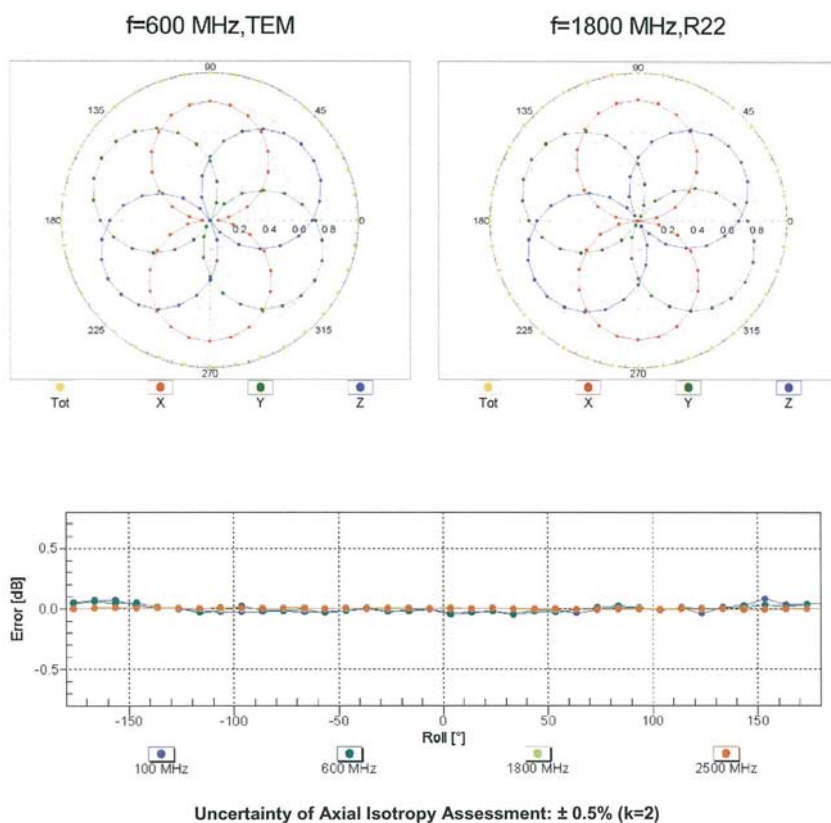 f=600 MHz,TEM
f=1800 MHz,R22
90
135
45
180
0.2 0.4 0.6 0.8
0
225
315
270
Tot X Y Z
90
135
45
180
0.2 0.4 0.6 0.8
0
225
315
270
Tot X Y Z
Error [dB]
0.5
0.0
-0.5
-150 -100 -50 0 50 100 150
Roll [°]
100 MHz 600 MHz 1800 MHz 2500 MHz
Uncertainty of Axial Isotropy Assessment: ± 0.5% (k=2)